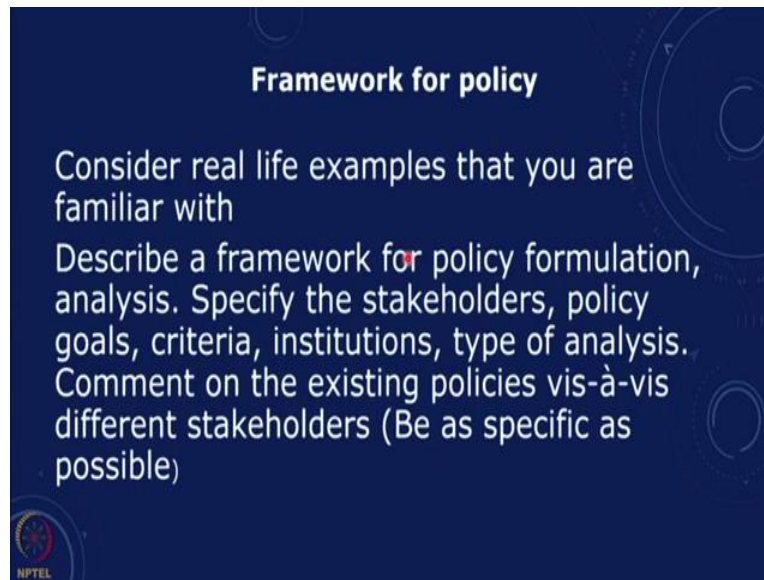 Framework for policy
Consider real life examples that you are
familiar with
Describe a framework for policy formulation,
analysis. Specify the stakeholders, policy
goals, criteria, institutions, type of analysis.
Comment on the existing policies vis-à-vis
different stakeholders (Be as specific as
possible)
NPTEL